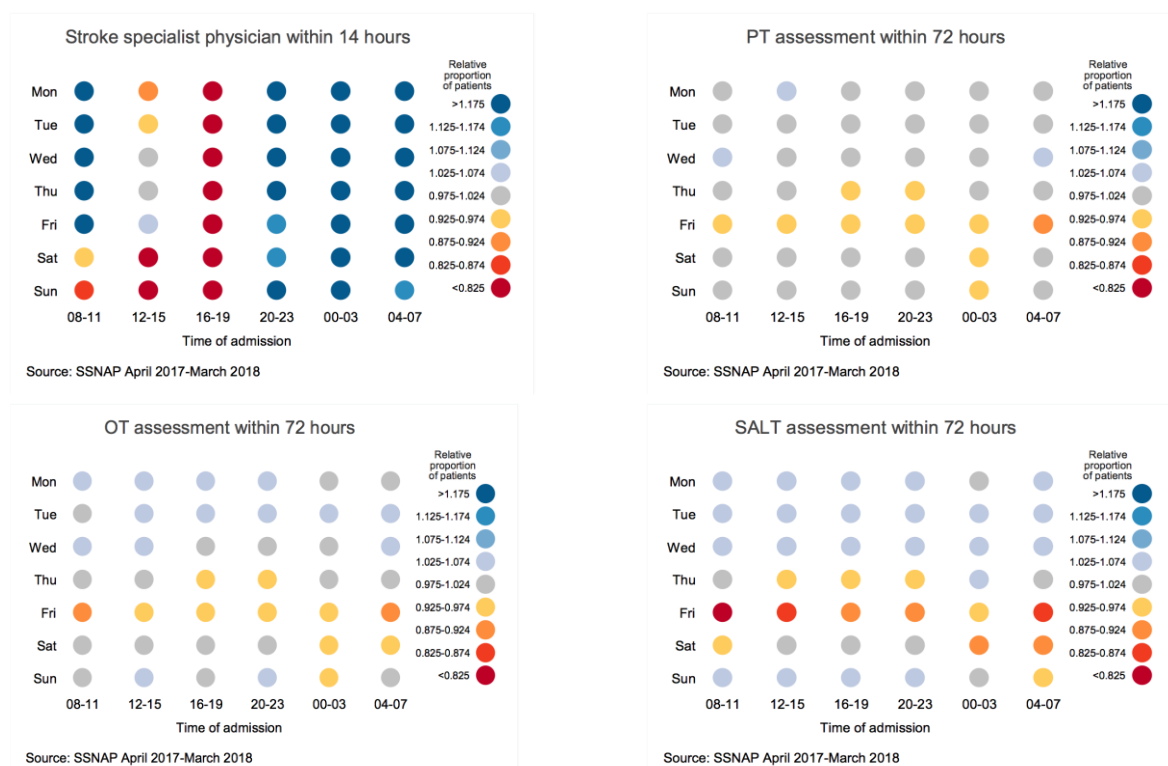 Stroke specialist physician within 14 hours
Relative
proportion
of patients
>1.175
1.125-1.174
1.075-1.124
1.025-1.074
0.975-1.024
0.925-0.974
0.875-0.924
0.825-0.874
<0.825
Mon
Tue
Wed
Thu
Fri
Sat
Sun
08-11 12-15 16-19 20-23 00-03 04-07
Time of admission
Source: SSNAP April 2017-March 2018
PT assessment within 72 hours
Relative
proportion
of patients
>1.175
1.125-1.174
1.075-1.124
1.025-1.074
0.975-1.024
0.925-0.974
0.875-0.924
0.825-0.874
<0.825
Mon
Tue
Wed
Thu
Fri
Sat
Sun
08-11 12-15 16-19 20-23 00-03 04-07
Time of admission
Source: SSNAP April 2017-March 2018
OT assessment within 72 hours
Relative
proportion
of patients
>1.175
1.125-1.174
1.075-1.124
1.025-1.074
0.975-1.024
0.925-0.974
0.875-0.924
0.825-0.874
<0.825
Mon
Tue
Wed
Thu
Fri
Sat
Sun
08-11 12-15 16-19 20-23 00-03 04-07
Time of admission
Source: SSNAP April 2017-March 2018
SALT assessment within 72 hours
Relative
proportion
of patients
>1.175
1.125-1.174
1.075-1.124
1.025-1.074
0.975-1.024
0.925-0.974
0.875-0.924
0.825-0.874
<0.825
Mon
Tue
Wed
Thu
Fri
Sat
Sun
08-11 12-15 16-19 20-23 00-03 04-07
Time of admission
Source: SSNAP April 2017-March 2018